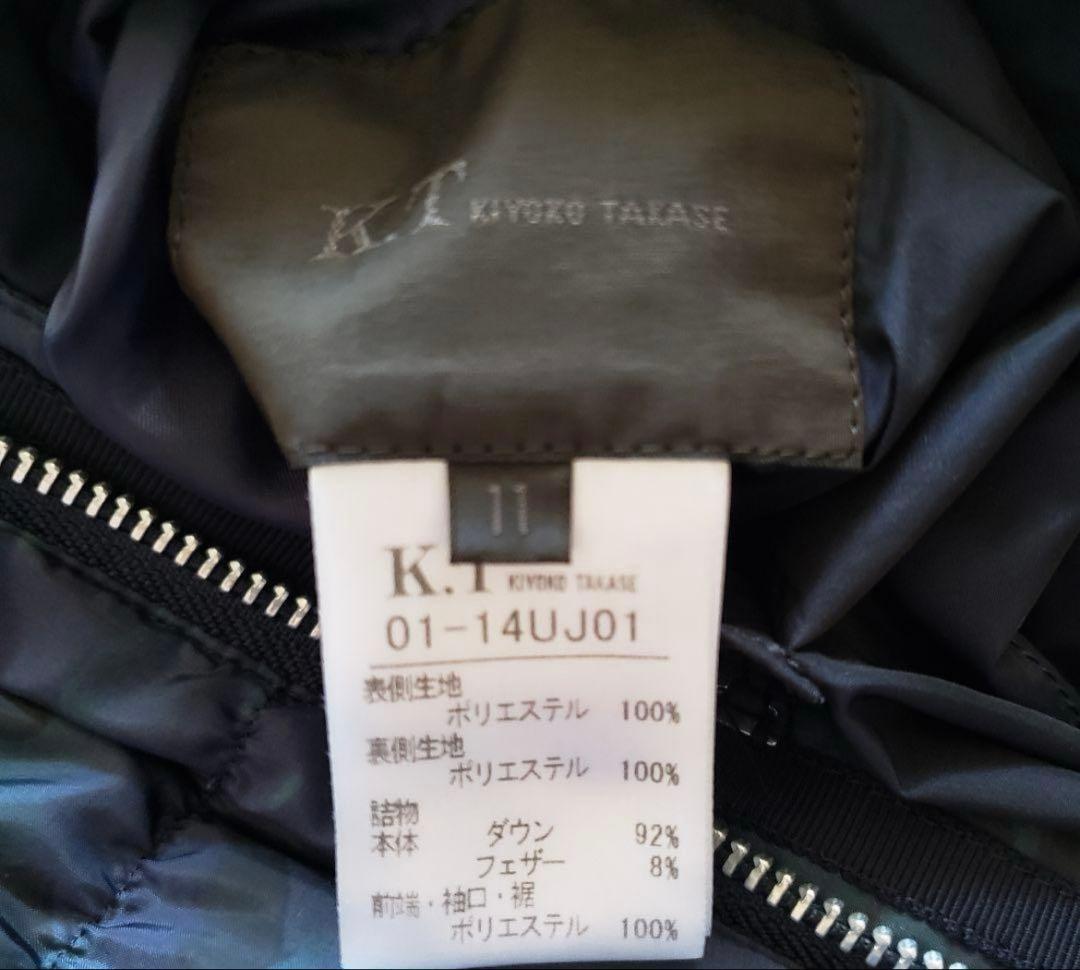 K.T KIYOKO TAKASE
11
K.T KIYOKO TAKASE
01-14UJ01
表側生地
ポリエステル 100%
裏側生地
ポリエステル 100%
詰物
本体 ダウン 92%
フェザー 8%
前端・袖口・裾
ポリエステル 100%